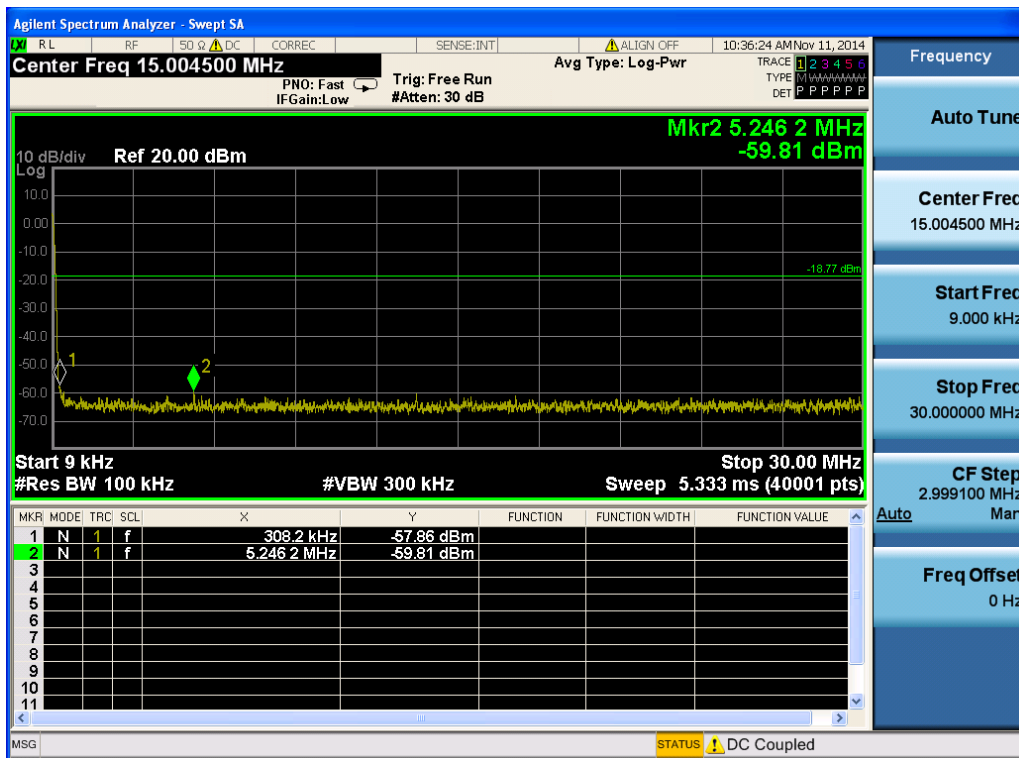 Agilent Spectrum Analyzer - Swept SA
LXI RL RF 50 Ω DC CORREC SENSE:INT ALIGN OFF 10:36:24 AM Nov 11, 2014
Center Freq 15.004500 MHz
PNO: Fast
IFGain:Low
Trig: Free Run
#Atten: 30 dB
Avg Type: Log-Pwr
TRACE 1 2 3 4 5 6
TYPE M W W W W W
DET P P P P P P
Mkr2 5.246 2 MHz
-59.81 dBm
10 dB/div Ref 20.00 dBm
Log
10.0
0.00
-10.0
-18.77 dBm
-20.0
-30.0
-40.0
-50.0
1
2
-60.0
-70.0
Start 9 kHz Stop 30.00 MHz
#Res BW 100 kHz #VBW 300 kHz Sweep 5.333 ms (40001 pts)
MKR MODE TRC SCL X Y FUNCTION FUNCTION WIDTH FUNCTION VALUE
1 N 1 f 308.2 kHz -57.86 dBm
2 N 1 f 5.246 2 MHz -59.81 dBm
3
4
5
6
7
8
9
10
11
MSG STATUS DC Coupled
Frequency
Auto Tune
Center Freq
15.004500 MHz
Start Freq
9.000 kHz
Stop Freq
30.000000 MHz
CF Step
2.999100 MHz
Auto Man
Freq Offset
0 Hz